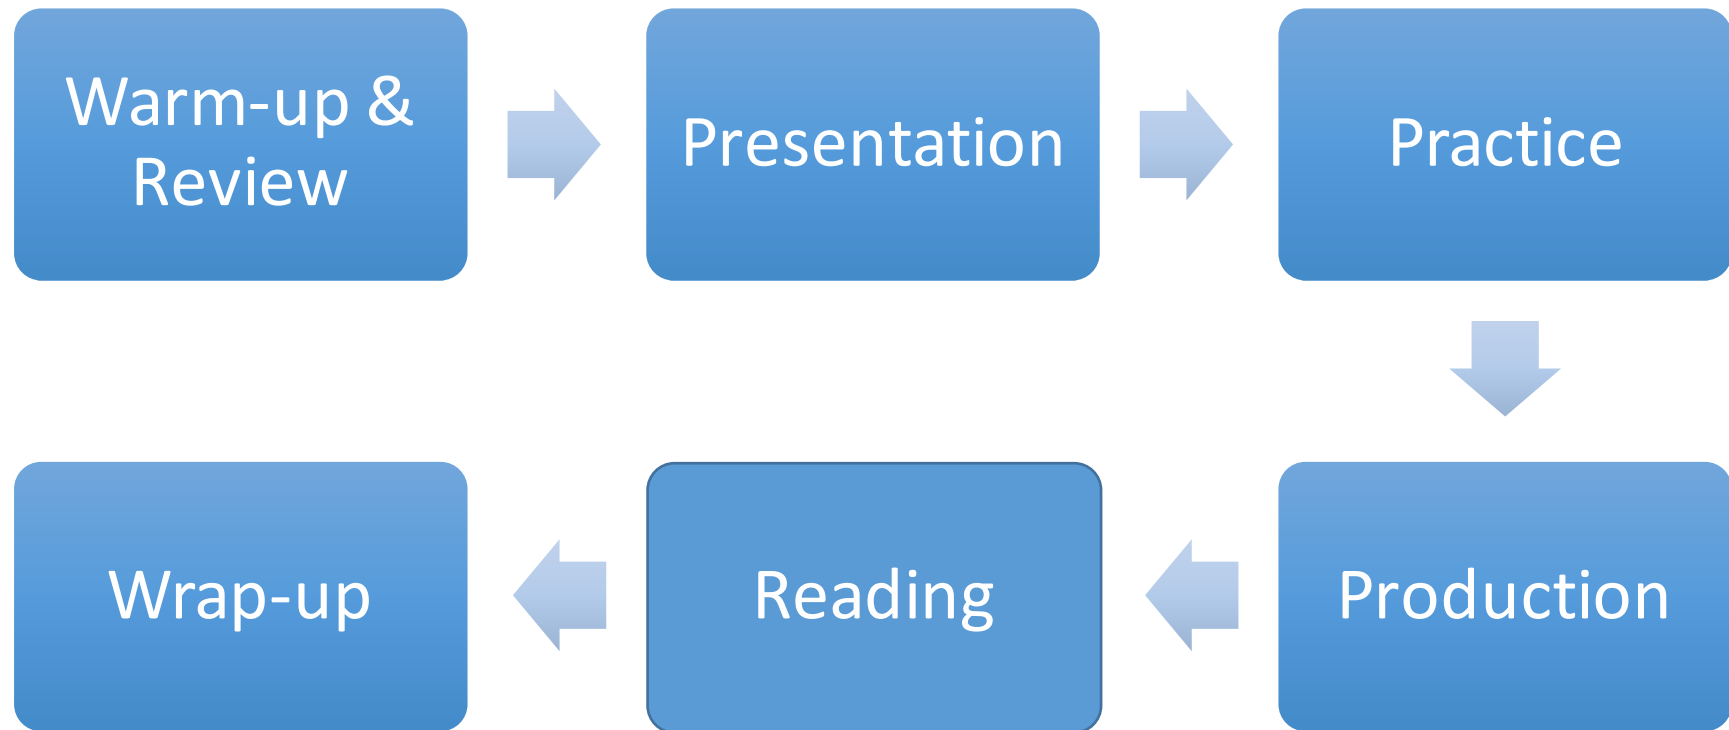 Warm-up &
Review
Presentation
Practice
Production
Reading
Wrap-up